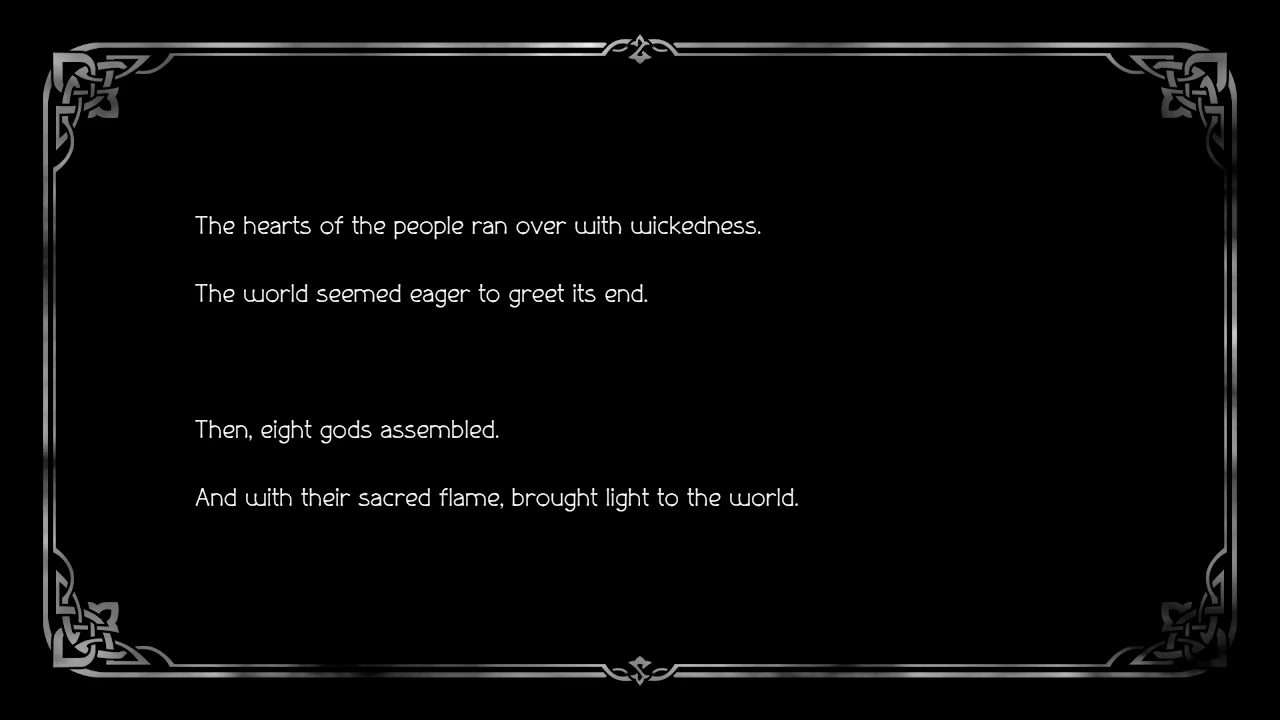 The hearts of the people ran over with wickedness.
The world seemed eager to greet its end.
Then, eight gods assembled.
And with their sacred flame, brought light to the world.